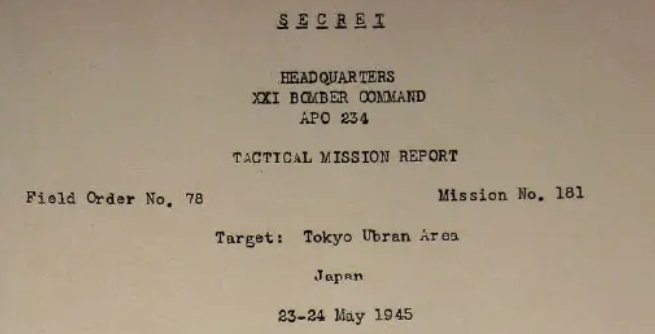 SECRET
HEADQUARTERS
XXI BOMBER COMMAND
APO 234
TACTICAL MISSION REPORT
Field Order No. 78 Mission No. 181
Target: Tokyo Ubran Area
Japan
23-24 May 1945